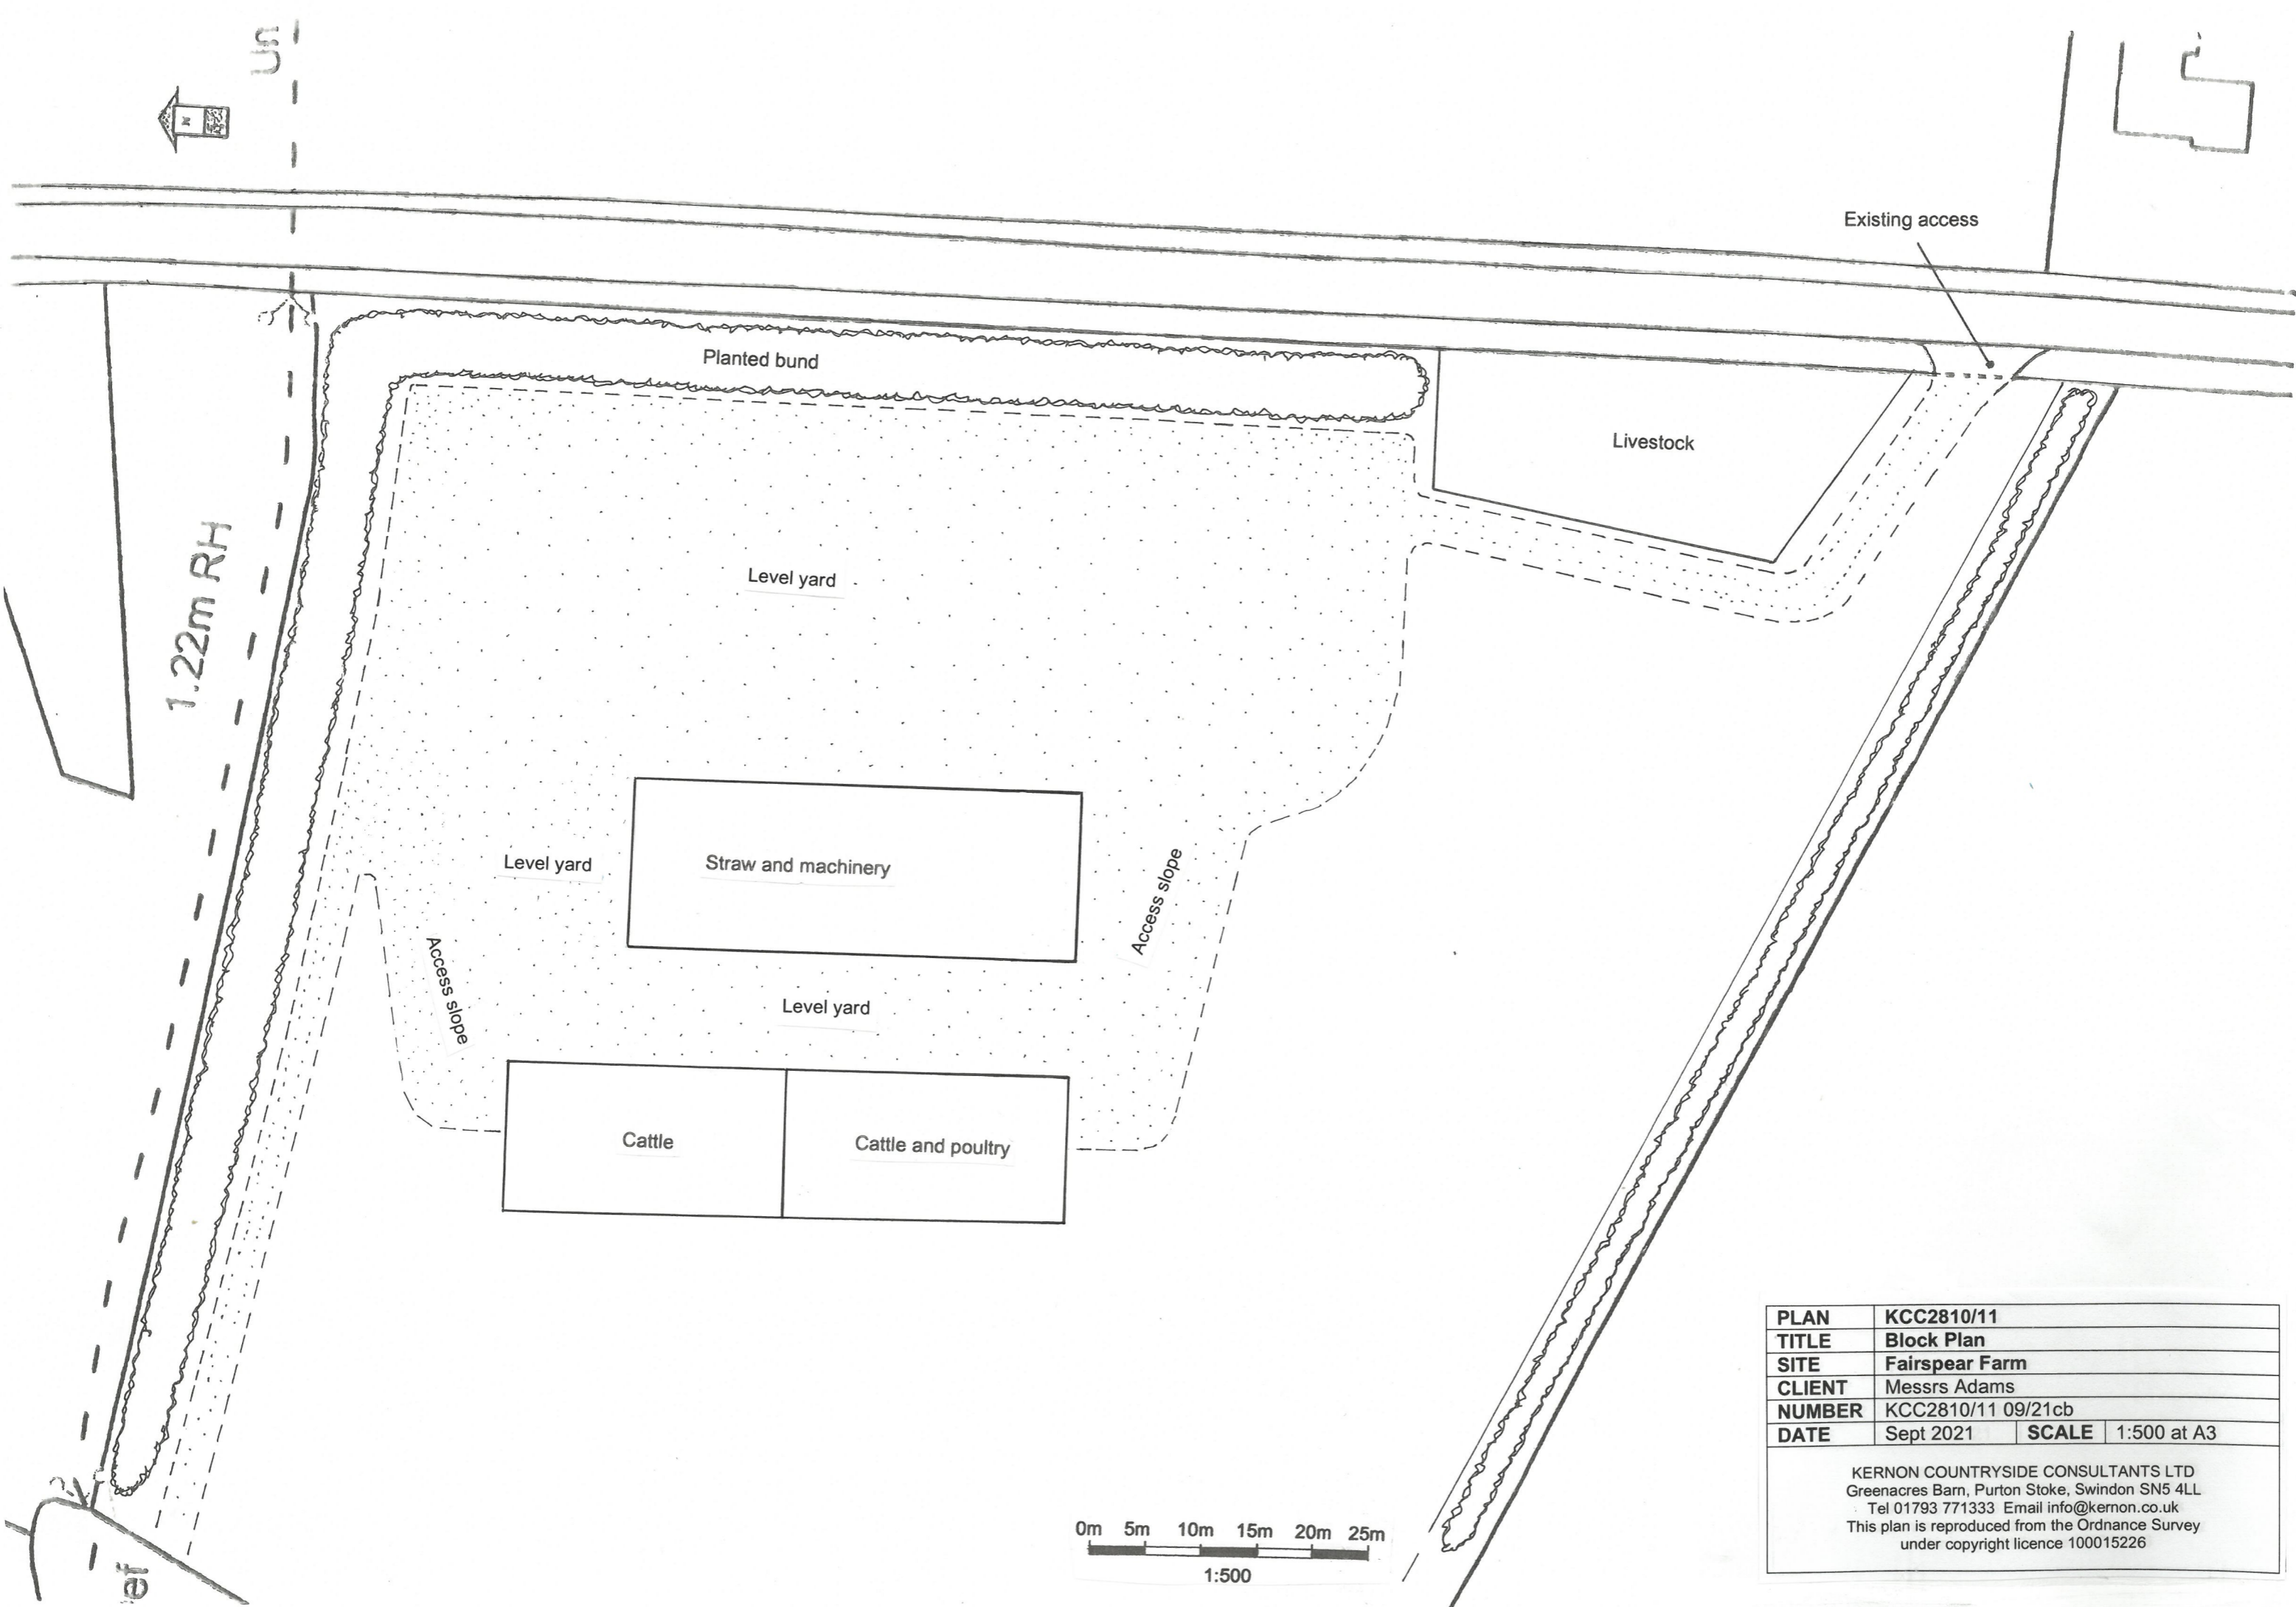 Un
N
Existing access
Planted bund
Livestock
1.22m RH
Level yard
Level yard
Straw and machinery
Access slope
Access slope
Level yard
Cattle
Cattle and poultry
0m 5m 10m 15m 20m 25m
1:500
PLAN KCC2810/11
TITLE Block Plan
SITE Fairspear Farm
CLIENT Messrs Adams
NUMBER KCC2810/11 09/21cb
DATE Sept 2021 SCALE 1:500 at A3
KERNON COUNTRYSIDE CONSULTANTS LTD
Greenacres Barn, Purton Stoke, Swindon SN5 4LL
Tel 01793 771333 Email info@kernon.co.uk
This plan is reproduced from the Ordnance Survey
under copyright licence 100015226